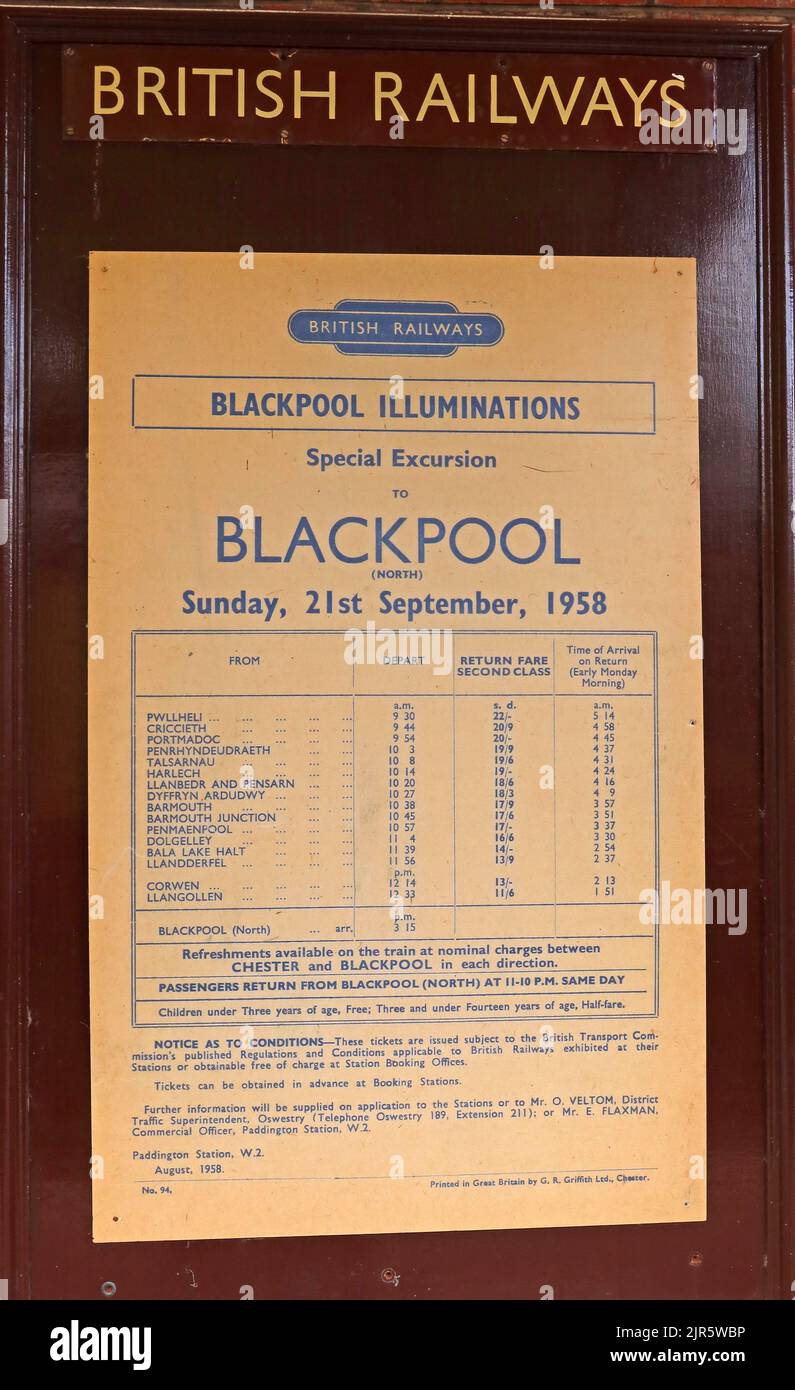 BRITISH RAILWAYS
BRITISH RAILWAYS
BLACKPOOL ILLUMINATIONS
Special Excursion
TO
BLACKPOOL
(NORTH)
Sunday, 21st September, 1958
FROM DEPART RETURN FARE SECOND CLASS Time of Arrival on Return (Early Monday Morning)
a.m. s. d. a.m.
PWLLHELI ... ... ... ... ... 9 30 22/- 5 14
CRICCIETH ... ... ... ... 9 44 20/9 4 58
PORTMADOC ... ... ... ... 9 54 20/- 4 45
PENRHYNDEUDRAETH ... ... ... 10 3 19/9 4 37
TALSARNAU ... ... ... ... 10 8 19/6 4 31
HARLECH ... ... ... ... 10 14 19/- 4 24
LLANBEDR AND PENSARN ... ... 10 20 18/6 4 16
DYFFRYN ARDUDWY ... ... ... 10 27 18/3 4 9
BARMOUTH ... ... ... ... 10 38 17/9 3 57
BARMOUTH JUNCTION ... ... 10 45 17/6 3 51
PENMAENPOOL ... ... ... ... 10 57 17/- 3 37
DOLGELLEY ... ... ... ... 11 4 16/6 3 30
BALA LAKE HALT ... ... ... 11 39 14/- 2 54
LLANDDERFEL ... ... ... ... 11 56 13/9 2 37
p.m.
CORWEN ... ... ... ... ... 12 14 13/- 2 13
LLANGOLLEN ... ... ... ... 12 33 11/6 1 51
p.m.
BLACKPOOL (North) ... arr. 3 15
Refreshments available on the train at nominal charges between
CHESTER and BLACKPOOL in each direction.
PASSENGERS RETURN FROM BLACKPOOL (NORTH) AT 11-10 P.M. SAME DAY
Children under Three years of age, Free; Three and under Fourteen years of age, Half-fare.
NOTICE AS TO CONDITIONS—These tickets are issued subject to the British Transport Com-
mission's published Regulations and Conditions applicable to British Railways exhibited at their
Stations or obtainable free of charge at Station Booking Offices.
Tickets can be obtained in advance at Booking Stations.
Further information will be supplied on application to the Stations or to Mr. O. VELTOM, District
Traffic Superintendent, Oswestry (Telephone Oswestry 189, Extension 211); or Mr. E. FLAXMAN,
Commercial Officer, Paddington Station, W.2.
Paddington Station, W.2.
August, 1958.
No. 94, Printed in Great Britain by G. R. Griffith Ltd., Chester.
a alamy
Image ID: 2JR5WBP
www.alamy.com